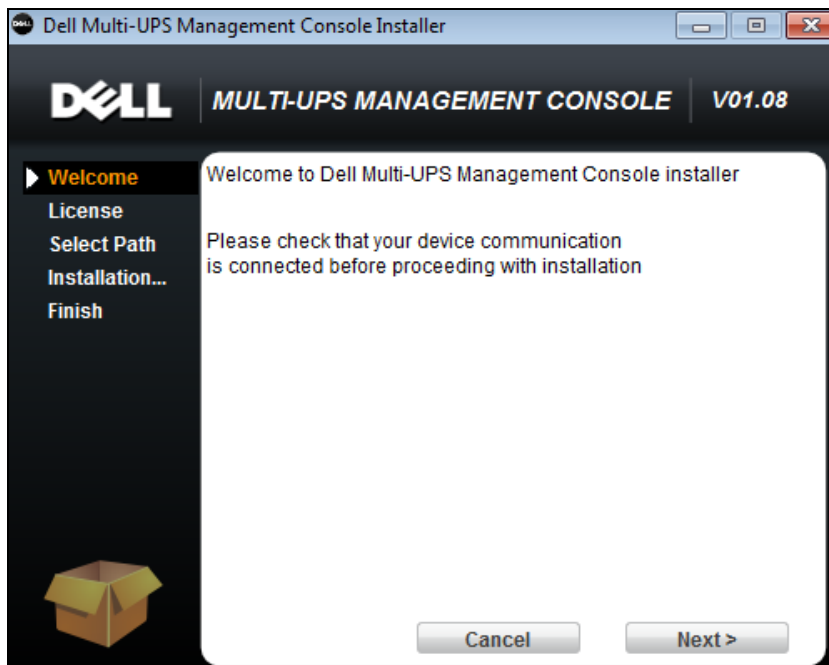 Dell Multi-UPS Management Console Installer
DELL
MULTI-UPS MANAGEMENT CONSOLE
V01.08
Welcome
License
Select Path
Installation...
Finish
Welcome to Dell Multi-UPS Management Console installer
Please check that your device communication
is connected before proceeding with installation
Cancel
Next >